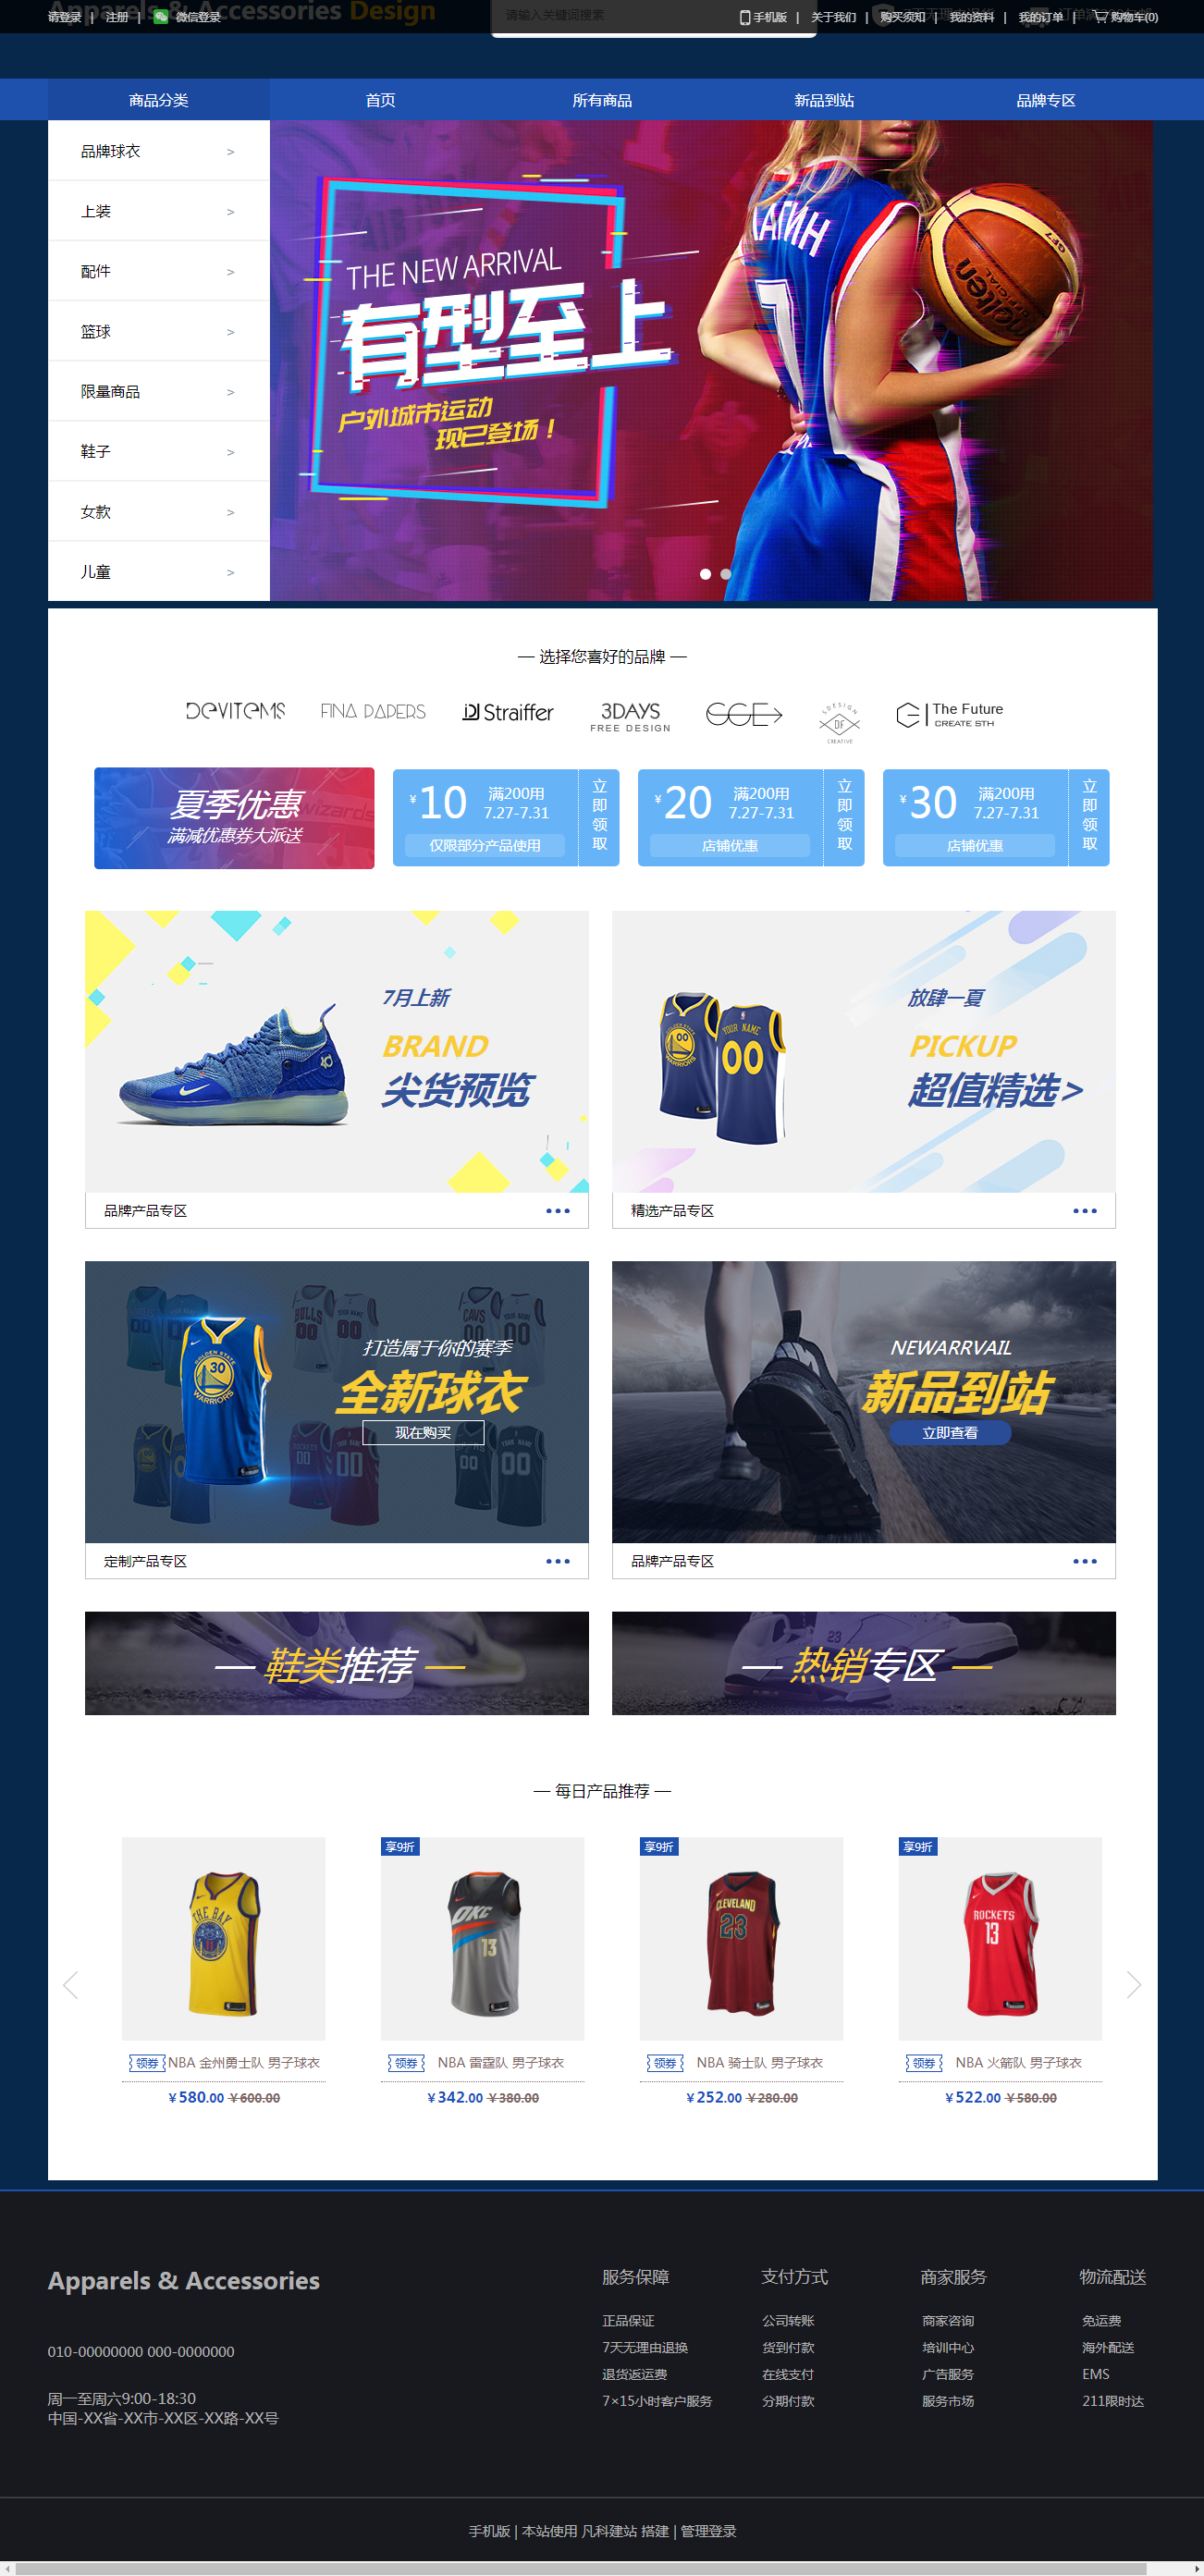 Apparels & Accessories Design
请输入关键词搜索
请登录 | 注册 | 微信登录
手机版 | 关于我们 | 购买须知 | 我的资料 | 我的订单 | 购物车(0)
商品分类 首页 所有商品 新品到站 品牌专区
品牌球衣 >
上装 >
配件 >
篮球 >
限量商品 >
鞋子 >
女款 >
儿童 >
THE NEW ARRIVAL
有型至上
户外城市运动
现已登场！
molten
— 选择您喜好的品牌 —
DEVITEMS FINA PAPERS Straiffer 3DAYS
FREE DESIGN
The Future
CREATE STH
DF
CREATIVE
夏季优惠
满减优惠券大派送
wizards
¥10 满200用
7.27-7.31
仅限部分产品使用
立即领取
¥20 满200用
7.27-7.31
店铺优惠
立即领取
¥30 满200用
7.27-7.31
店铺优惠
立即领取
7月上新
BRAND
尖货预览
品牌产品专区
放肆一夏
PICKUP
超值精选>
YOUR NAME
00
WARRIORS
精选产品专区
打造属于你的赛季
全新球衣
现在购买
GOLDEN STATE
30
WARRIORS
定制产品专区
NEWARRVAIL
新品到站
立即查看
品牌产品专区
— 鞋类推荐 —
— 热销专区 —
23
— 每日产品推荐 —
享9折 享9折 享9折
THE BAY
OKC
13
CLEVELAND
23
ROCKETS
13
领券 NBA 金州勇士队 男子球衣
￥580.00 ￥600.00
领券 NBA 雷霆队 男子球衣
￥342.00 ￥380.00
领券 NBA 骑士队 男子球衣
￥252.00 ￥280.00
领券 NBA 火箭队 男子球衣
￥522.00 ￥580.00
Apparels & Accessories
010-00000000 000-0000000
周一至周六9:00-18:30
中国-XX省-XX市-XX区-XX路-XX号
服务保障 支付方式 商家服务 物流配送
正品保证 公司转账 商家咨询 免运费
7天无理由退换 货到付款 培训中心 海外配送
退货返运费 在线支付 广告服务 EMS
7×15小时客户服务 分期付款 服务市场 211限时达
手机版 | 本站使用 凡科建站 搭建 | 管理登录